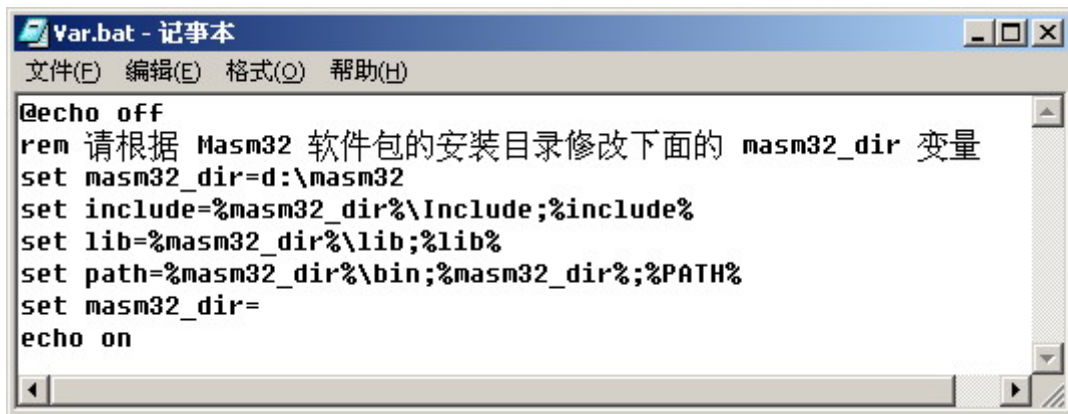 Var.bat - 记事本
文件(F) 编辑(E) 格式(O) 帮助(H)
@echo off
rem 请根据 Masm32 软件包的安装目录修改下面的 masm32_dir 变量
set masm32_dir=d:\masm32
set include=%masm32_dir%\Include;%include%
set lib=%masm32_dir%\lib;%lib%
set path=%masm32_dir%\bin;%masm32_dir%;%PATH%
set masm32_dir=
echo on